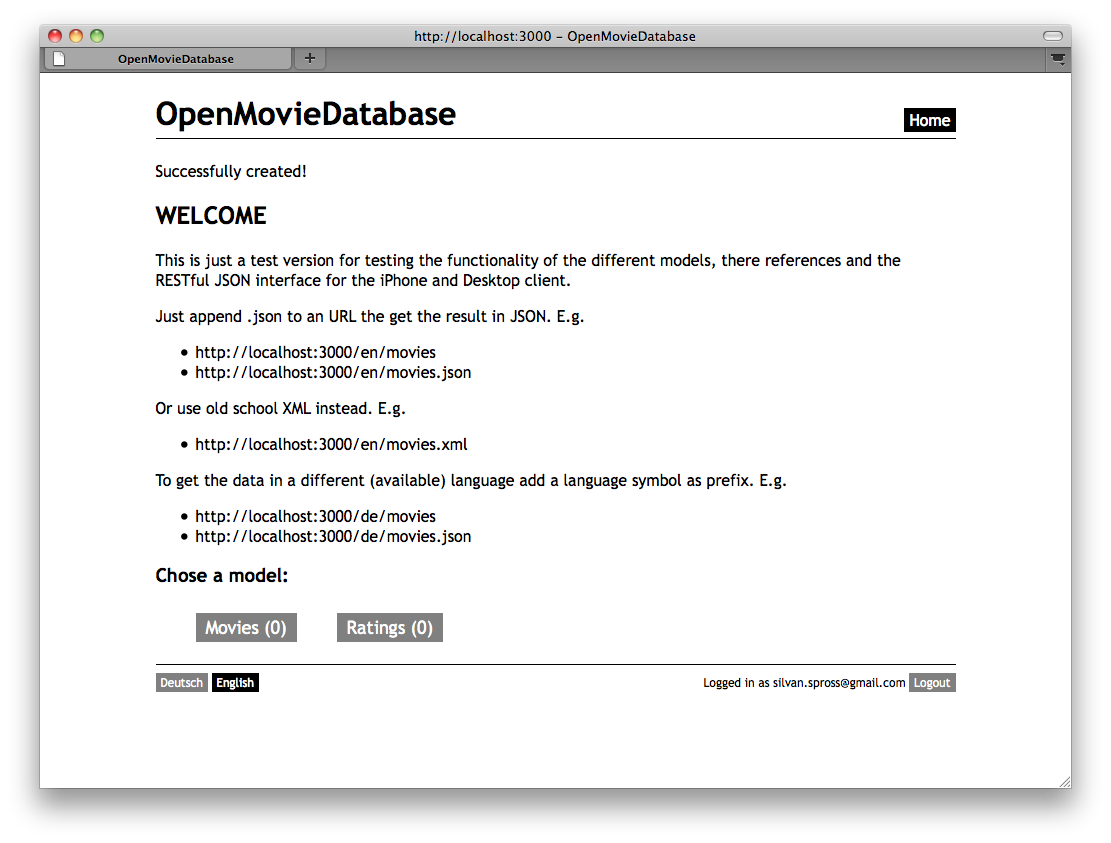 http://localhost:3000 – OpenMovieDatabase
OpenMovieDatabase
OpenMovieDatabase
Home
Successfully created!
WELCOME
This is just a test version for testing the functionality of the different models, there references and the
RESTful JSON interface for the iPhone and Desktop client.
Just append .json to an URL the get the result in JSON. E.g.
• http://localhost:3000/en/movies
• http://localhost:3000/en/movies.json
Or use old school XML instead. E.g.
• http://localhost:3000/en/movies.xml
To get the data in a different (available) language add a language symbol as prefix. E.g.
• http://localhost:3000/de/movies
• http://localhost:3000/de/movies.json
Chose a model:
Movies (0) Ratings (0)
Deutsch English Logged in as silvan.spross@gmail.com Logout